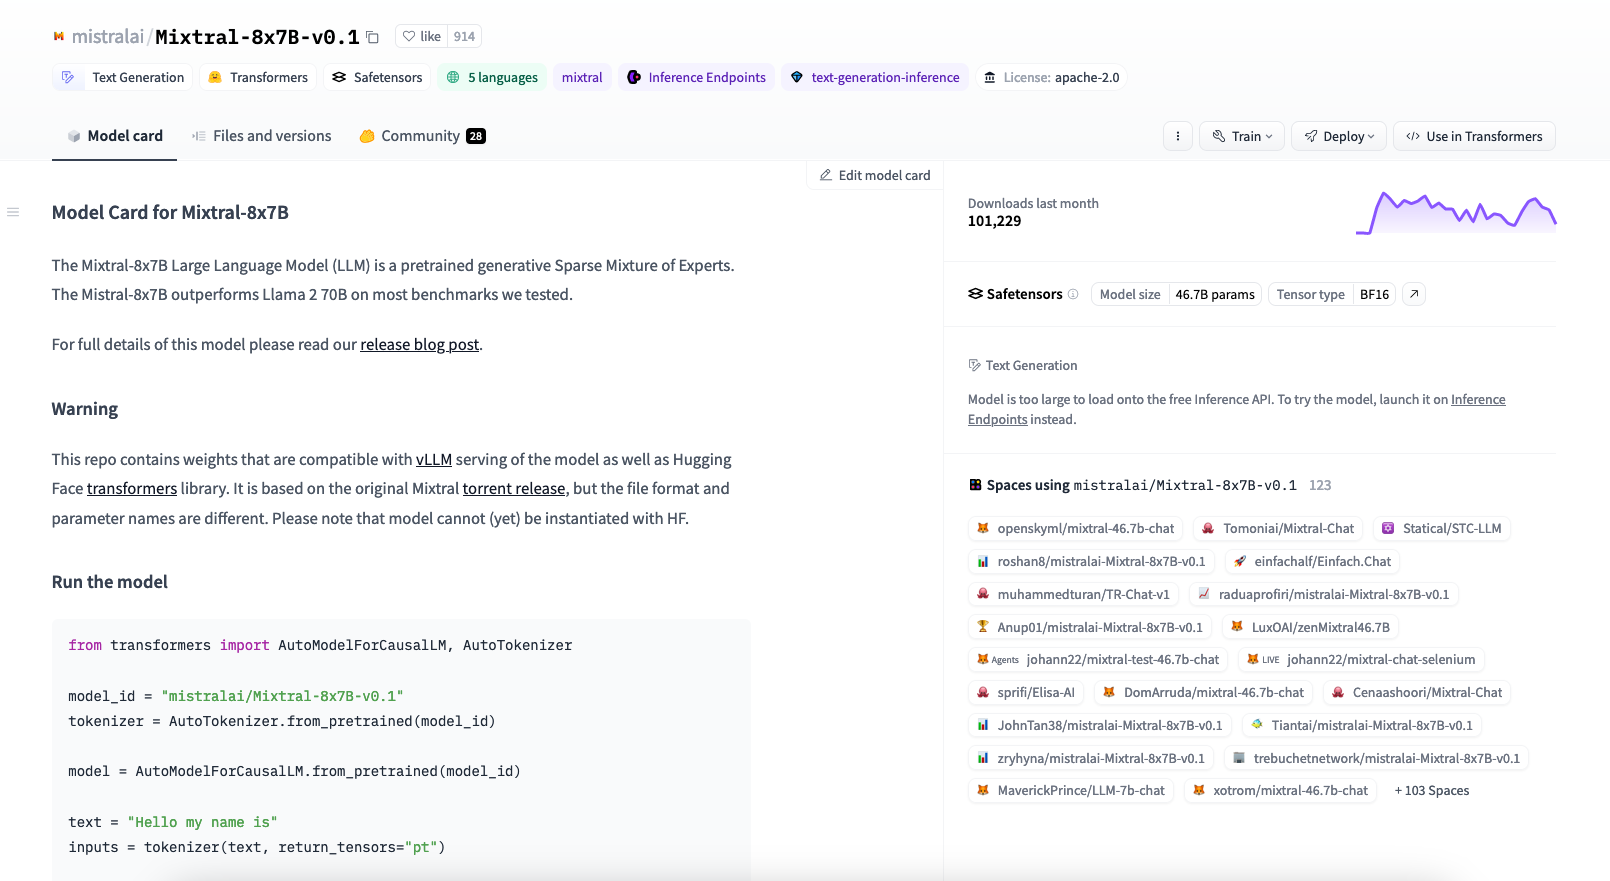 mistralai/Mixtral-8x7B-v0.1 like 914
Text Generation Transformers Safetensors 5 languages mixtral Inference Endpoints text-generation-inference License: apache-2.0
Model card Files and versions Community 28
Train Deploy </> Use in Transformers
Edit model card
Model Card for Mixtral-8x7B
The Mixtral-8x7B Large Language Model (LLM) is a pretrained generative Sparse Mixture of Experts.
The Mistral-8x7B outperforms Llama 2 70B on most benchmarks we tested.
For full details of this model please read our release blog post.
Warning
This repo contains weights that are compatible with vLLM serving of the model as well as Hugging
Face transformers library. It is based on the original Mixtral torrent release, but the file format and
parameter names are different. Please note that model cannot (yet) be instantiated with HF.
Run the model
from transformers import AutoModelForCausalLM, AutoTokenizer
model_id = "mistralai/Mixtral-8x7B-v0.1"
tokenizer = AutoTokenizer.from_pretrained(model_id)
model = AutoModelForCausalLM.from_pretrained(model_id)
text = "Hello my name is"
inputs = tokenizer(text, return_tensors="pt")
Downloads last month
101,229
Safetensors Model size 46.7B params Tensor type BF16
Text Generation
Model is too large to load onto the free Inference API. To try the model, launch it on Inference
Endpoints instead.
Spaces using mistralai/Mixtral-8x7B-v0.1 123
openskyml/mixtral-46.7b-chat Tomoniai/Mixtral-Chat Statical/STC-LLM
roshan8/mistralai-Mixtral-8x7B-v0.1 einfachalf/Einfach.Chat
muhammedturan/TR-Chat-v1 raduaprofiri/mistralai-Mixtral-8x7B-v0.1
Anup01/mistralai-Mixtral-8x7B-v0.1 LuxOAI/zenMixtral46.7B
Agents johann22/mixtral-test-46.7b-chat LIVE johann22/mixtral-chat-selenium
sprifi/Elisa-AI DomArruda/mixtral-46.7b-chat Cenaashoori/Mixtral-Chat
JohnTan38/mistralai-Mixtral-8x7B-v0.1 Tiantai/mistralai-Mixtral-8x7B-v0.1
zryhyna/mistralai-Mixtral-8x7B-v0.1 trebuchetnetwork/mistralai-Mixtral-8x7B-v0.1
MaverickPrince/LLM-7b-chat xotrom/mixtral-46.7b-chat + 103 Spaces